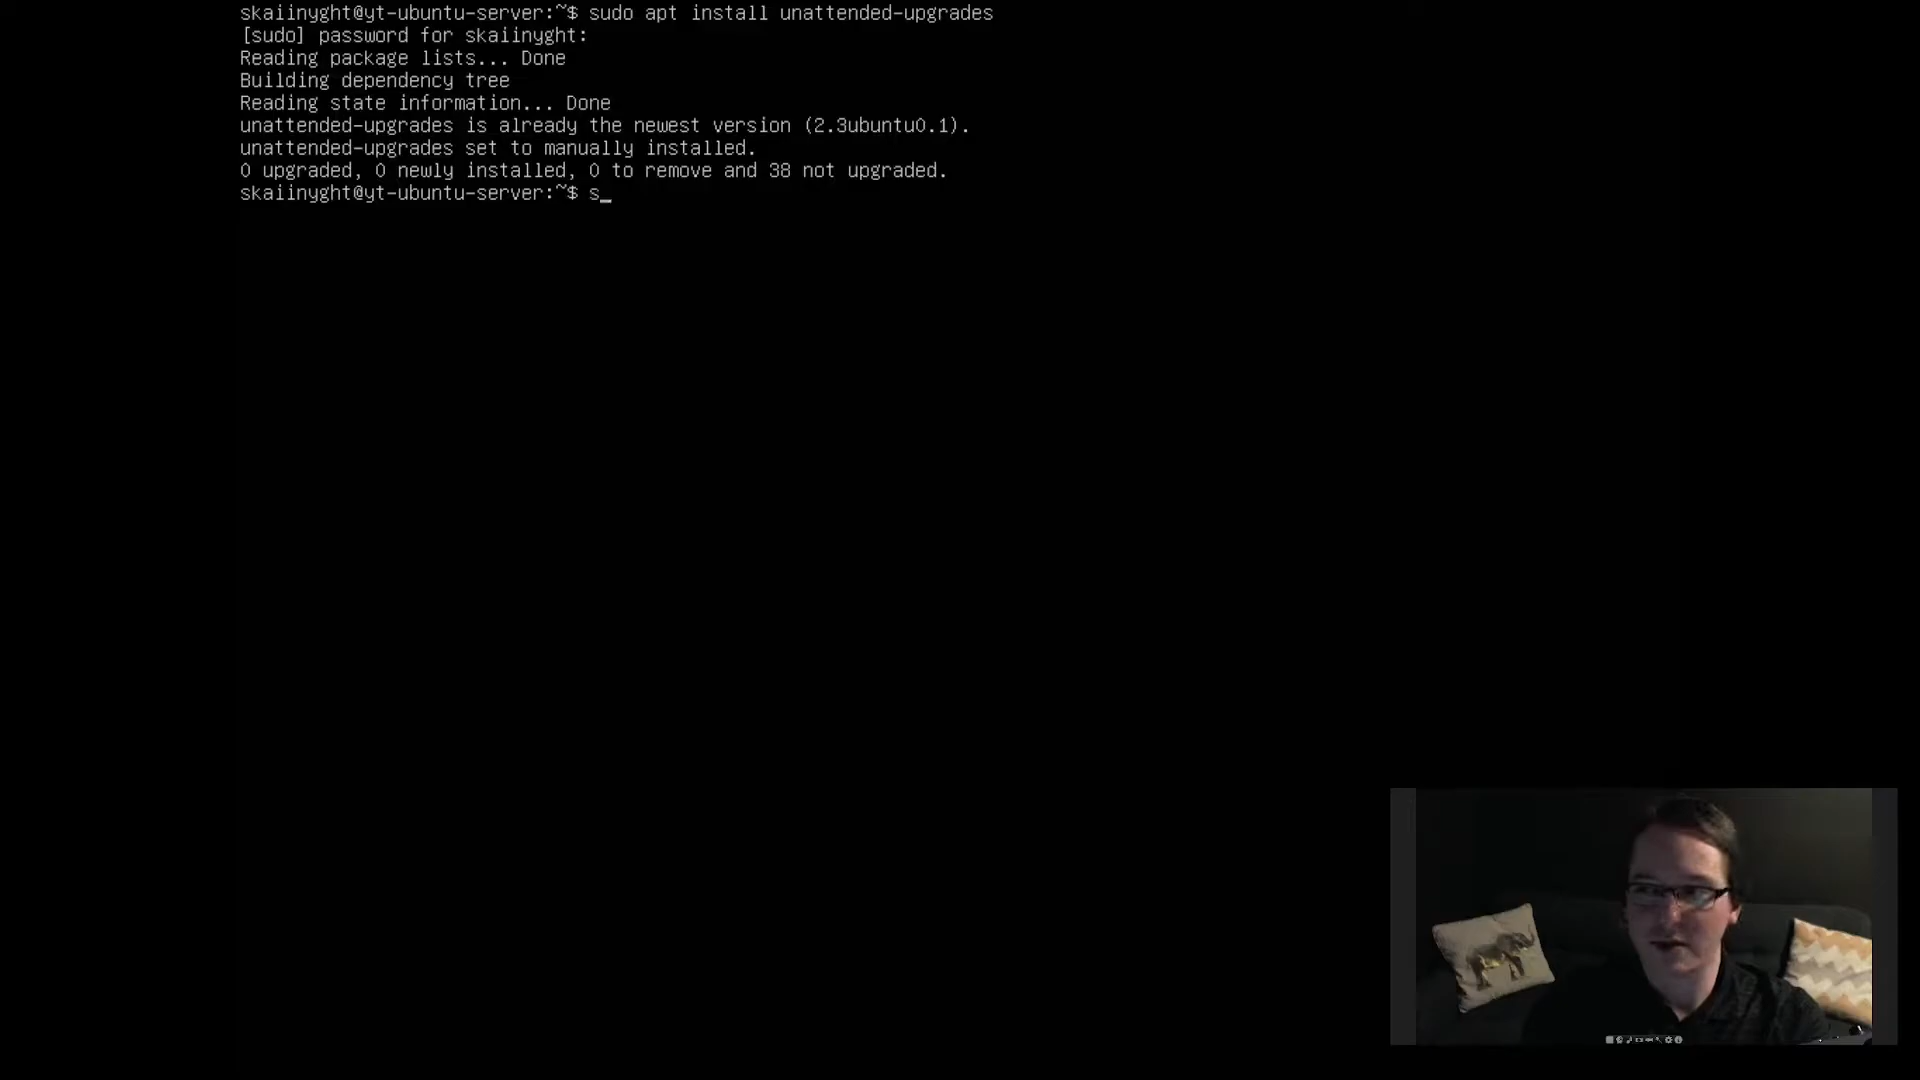 skaiinyght@yt-ubuntu-server:~$ sudo apt install unattended-upgrades
[sudo] password for skaiinyght:
Reading package lists... Done
Building dependency tree
Reading state information... Done
unattended-upgrades is already the newest version (2.3ubuntu0.1).
unattended-upgrades set to manually installed.
0 upgraded, 0 newly installed, 0 to remove and 38 not upgraded.
skaiinyght@yt-ubuntu-server:~$ s_